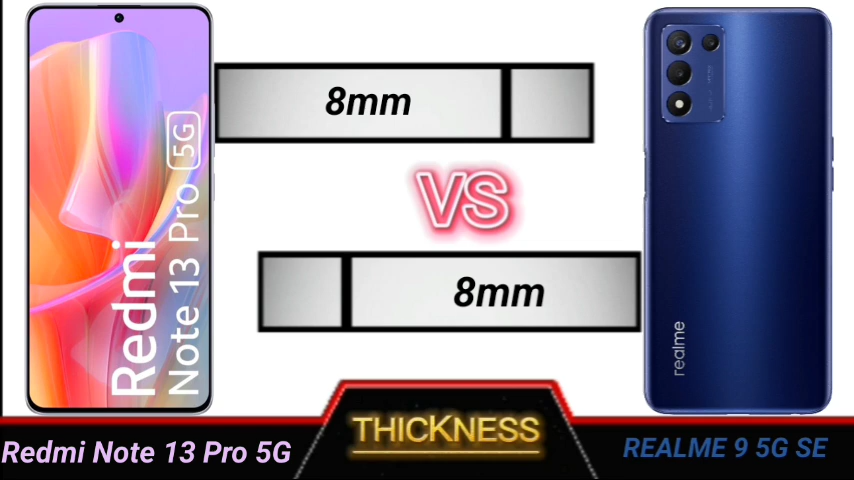 Redmi
Note 13 Pro 5G
8mm
VS
8mm
realme
THICKNESS
Redmi Note 13 Pro 5G
REALME 9 5G SE